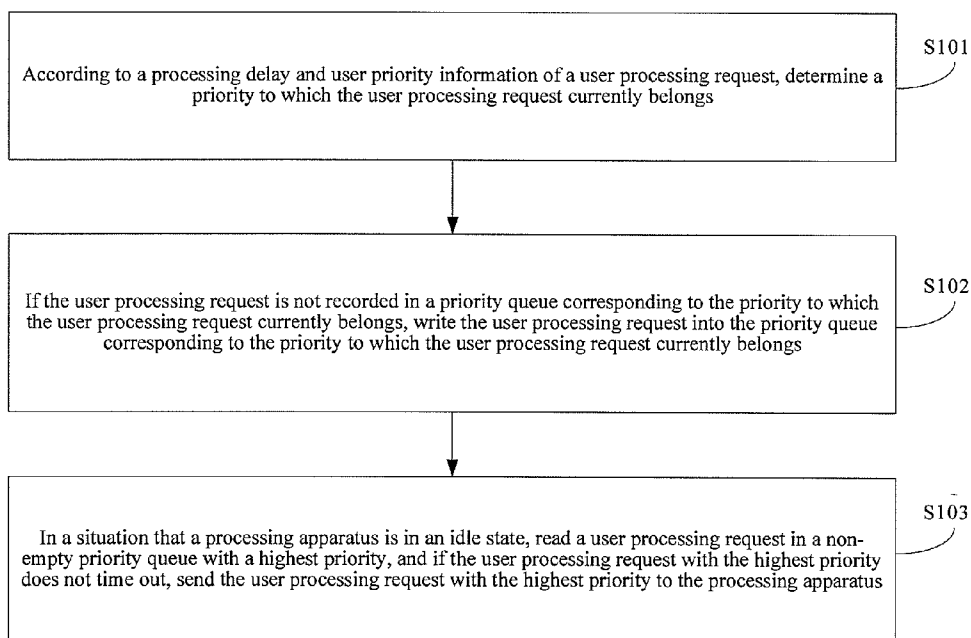 S101
According to a processing delay and user priority information of a user processing request, determine a
priority to which the user processing request currently belongs
S102
If the user processing request is not recorded in a priority queue corresponding to the priority to which
the user processing request currently belongs, write the user processing request into the priority queue
corresponding to the priority to which the user processing request currently belongs
S103
In a situation that a processing apparatus is in an idle state, read a user processing request in a non-
empty priority queue with a highest priority, and if the user processing request with the highest priority
does not time out, send the user processing request with the highest priority to the processing apparatus